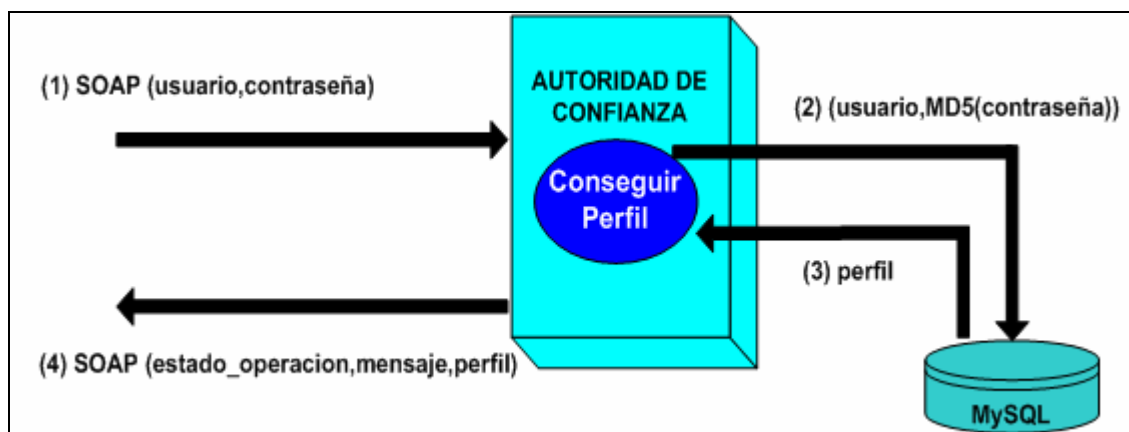 (1) SOAP (usuario,contraseña)
AUTORIDAD DE
CONFIANZA
(2) (usuario,MD5(contraseña))
Conseguir
Perfil
(3) perfil
(4) SOAP (estado_operacion,mensaje,perfil)
MySQL